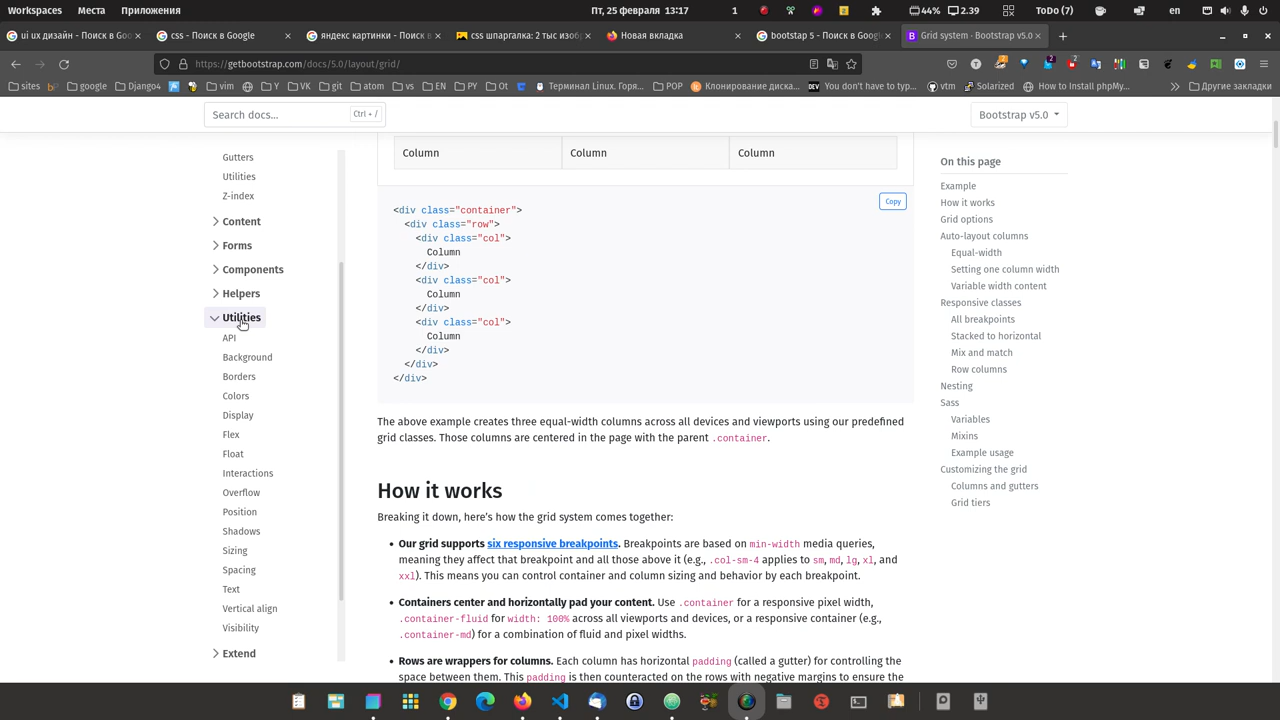 Workspaces Места Приложения Пт, 25 февраля 13:17 1 44% 2.39 ToDo (7) en
ui ux дизайн - Поиск в Goo css - Поиск в Google яндекс картинки - Поиск в css шпаргалка: 2 тыс изоб Новая вкладка bootstap 5 - Поиск в Google Grid system · Bootstrap v5.0
https://getbootstrap.com/docs/5.0/layout/grid/
sites google Django4 vim Y VK git atom vs EN PY Ot Терминал Linux. Горя... POP Клонирование диска... You don't have to typ... vtm Solarized How to Install phpMy... Другие закладки
Search docs... Ctrl + /
Bootstrap v5.0
Gutters
Utilities
Z-index
Content
Forms
Components
Helpers
Utilities
API
Background
Borders
Colors
Display
Flex
Float
Interactions
Overflow
Position
Shadows
Sizing
Spacing
Text
Vertical align
Visibility
Extend
Column Column Column
Copy
<div class="container">
<div class="row">
<div class="col">
Column
</div>
<div class="col">
Column
</div>
<div class="col">
Column
</div>
</div>
</div>
The above example creates three equal-width columns across all devices and viewports using our predefined
grid classes. Those columns are centered in the page with the parent .container.
How it works
Breaking it down, here's how the grid system comes together:
• Our grid supports six responsive breakpoints. Breakpoints are based on min-width media queries,
meaning they affect that breakpoint and all those above it (e.g., .col-sm-4 applies to sm, md, lg, xl, and
xxl). This means you can control container and column sizing and behavior by each breakpoint.
• Containers center and horizontally pad your content. Use .container for a responsive pixel width,
.container-fluid for width: 100% across all viewports and devices, or a responsive container (e.g.,
.container-md) for a combination of fluid and pixel widths.
• Rows are wrappers for columns. Each column has horizontal padding (called a gutter) for controlling the
space between them. This padding is then counteracted on the rows with negative margins to ensure the
On this page
Example
How it works
Grid options
Auto-layout columns
Equal-width
Setting one column width
Variable width content
Responsive classes
All breakpoints
Stacked to horizontal
Mix and match
Row columns
Nesting
Sass
Variables
Mixins
Example usage
Customizing the grid
Columns and gutters
Grid tiers